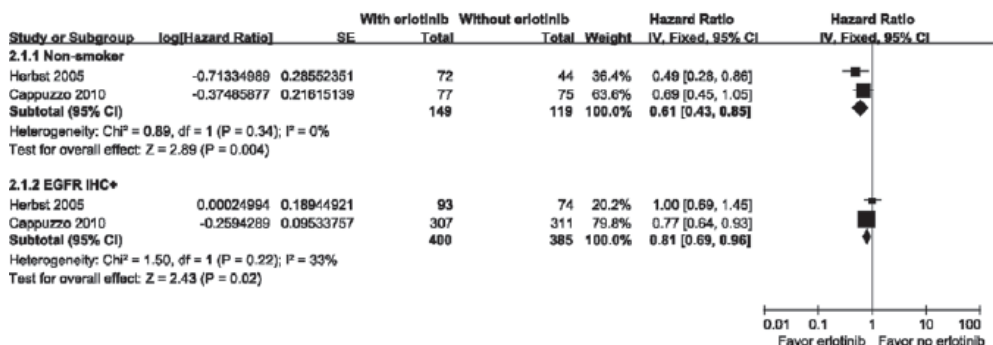 With erlotinib Without erlotinib Hazard Ratio Hazard Ratio
Study or Subgroup log[Hazard Ratio] SE Total Total Weight IV, Fixed, 95% CI IV, Fixed, 95% CI
2.1.1 Non-smoker
Herbst 2005 -0.71334989 0.28552351 72 44 36.4% 0.49 [0.28, 0.86]
Cappuzzo 2010 -0.37485877 0.21615139 77 75 63.6% 0.69 [0.45, 1.05]
Subtotal (95% CI) 149 119 100.0% 0.61 [0.43, 0.85]
Heterogeneity: Chi² = 0.89, df = 1 (P = 0.34); I² = 0%
Test for overall effect: Z = 2.89 (P = 0.004)
2.1.2 EGFR IHC+
Herbst 2005 0.00024994 0.18944921 93 74 20.2% 1.00 [0.69, 1.45]
Cappuzzo 2010 -0.2594289 0.09533757 307 311 79.8% 0.77 [0.64, 0.93]
Subtotal (95% CI) 400 385 100.0% 0.81 [0.69, 0.96]
Heterogeneity: Chi² = 1.50, df = 1 (P = 0.22); I² = 33%
Test for overall effect: Z = 2.43 (P = 0.02)
0.01 0.1 1 10 100
Favor erlotinib Favor no erlotinib